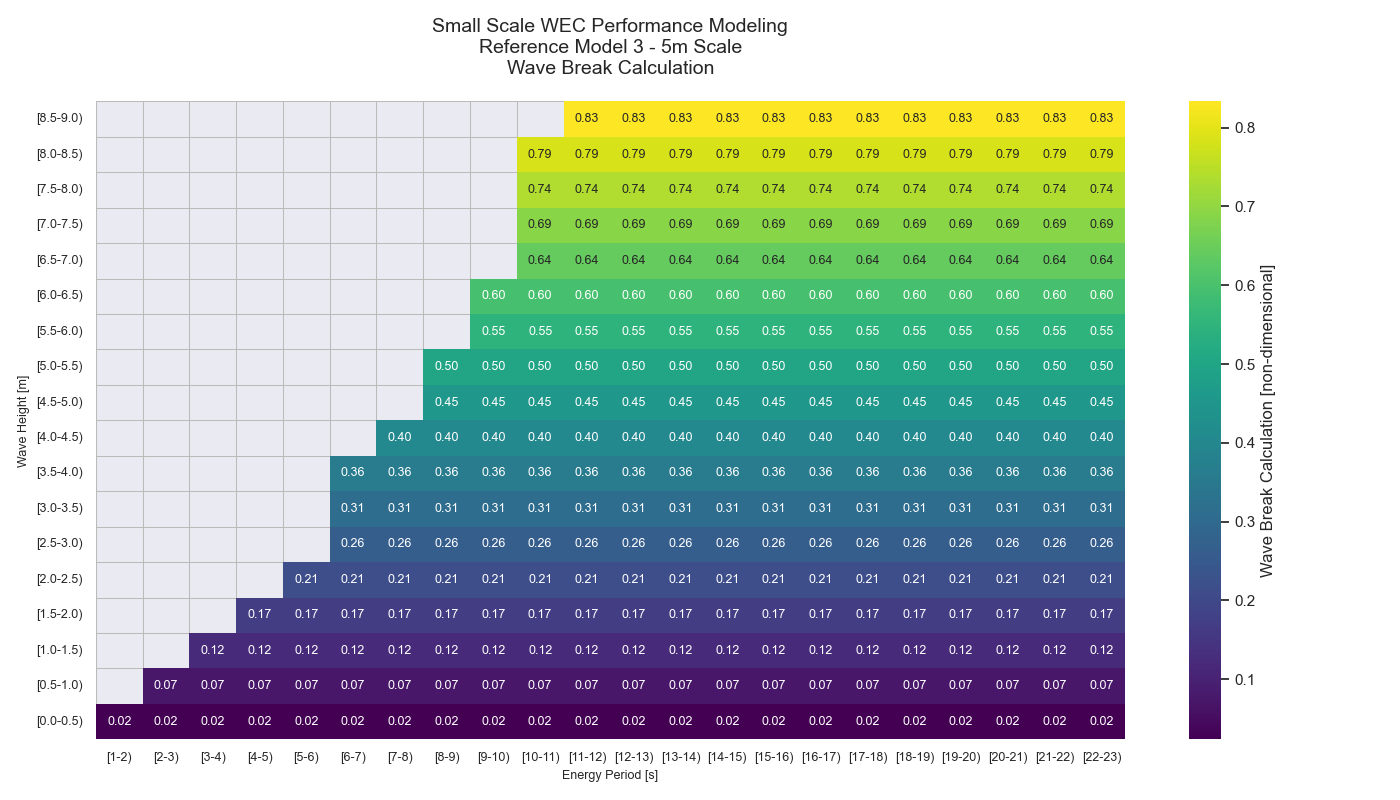 Small Scale WEC Performance Modeling
Reference Model 3 - 5m Scale
Wave Break Calculation
[8.5-9.0) 0.83 0.83 0.83 0.83 0.83 0.83 0.83 0.83 0.83 0.83 0.83 0.83
[8.0-8.5) 0.79 0.79 0.79 0.79 0.79 0.79 0.79 0.79 0.79 0.79 0.79 0.79 0.79
[7.5-8.0) 0.74 0.74 0.74 0.74 0.74 0.74 0.74 0.74 0.74 0.74 0.74 0.74 0.74
[7.0-7.5) 0.69 0.69 0.69 0.69 0.69 0.69 0.69 0.69 0.69 0.69 0.69 0.69 0.69
[6.5-7.0) 0.64 0.64 0.64 0.64 0.64 0.64 0.64 0.64 0.64 0.64 0.64 0.64 0.64
[6.0-6.5) 0.60 0.60 0.60 0.60 0.60 0.60 0.60 0.60 0.60 0.60 0.60 0.60 0.60 0.60
[5.5-6.0) 0.55 0.55 0.55 0.55 0.55 0.55 0.55 0.55 0.55 0.55 0.55 0.55 0.55 0.55
[5.0-5.5) 0.50 0.50 0.50 0.50 0.50 0.50 0.50 0.50 0.50 0.50 0.50 0.50 0.50 0.50 0.50
[4.5-5.0) 0.45 0.45 0.45 0.45 0.45 0.45 0.45 0.45 0.45 0.45 0.45 0.45 0.45 0.45 0.45
[4.0-4.5) 0.40 0.40 0.40 0.40 0.40 0.40 0.40 0.40 0.40 0.40 0.40 0.40 0.40 0.40 0.40 0.40
[3.5-4.0) 0.36 0.36 0.36 0.36 0.36 0.36 0.36 0.36 0.36 0.36 0.36 0.36 0.36 0.36 0.36 0.36 0.36
[3.0-3.5) 0.31 0.31 0.31 0.31 0.31 0.31 0.31 0.31 0.31 0.31 0.31 0.31 0.31 0.31 0.31 0.31 0.31
[2.5-3.0) 0.26 0.26 0.26 0.26 0.26 0.26 0.26 0.26 0.26 0.26 0.26 0.26 0.26 0.26 0.26 0.26 0.26
[2.0-2.5) 0.21 0.21 0.21 0.21 0.21 0.21 0.21 0.21 0.21 0.21 0.21 0.21 0.21 0.21 0.21 0.21 0.21 0.21
[1.5-2.0) 0.17 0.17 0.17 0.17 0.17 0.17 0.17 0.17 0.17 0.17 0.17 0.17 0.17 0.17 0.17 0.17 0.17 0.17 0.17
[1.0-1.5) 0.12 0.12 0.12 0.12 0.12 0.12 0.12 0.12 0.12 0.12 0.12 0.12 0.12 0.12 0.12 0.12 0.12 0.12 0.12 0.12
[0.5-1.0) 0.07 0.07 0.07 0.07 0.07 0.07 0.07 0.07 0.07 0.07 0.07 0.07 0.07 0.07 0.07 0.07 0.07 0.07 0.07 0.07 0.07
[0.0-0.5) 0.02 0.02 0.02 0.02 0.02 0.02 0.02 0.02 0.02 0.02 0.02 0.02 0.02 0.02 0.02 0.02 0.02 0.02 0.02 0.02 0.02 0.02
[1-2) [2-3) [3-4) [4-5) [5-6) [6-7) [7-8) [8-9) [9-10) [10-11) [11-12) [12-13) [13-14) [14-15) [15-16) [16-17) [17-18) [18-19) [19-20) [20-21) [21-22) [22-23)
Energy Period [s]
Wave Height [m]
0.8
0.7
0.6
0.5
0.4
0.3
0.2
0.1
Wave Break Calculation [non-dimensional]